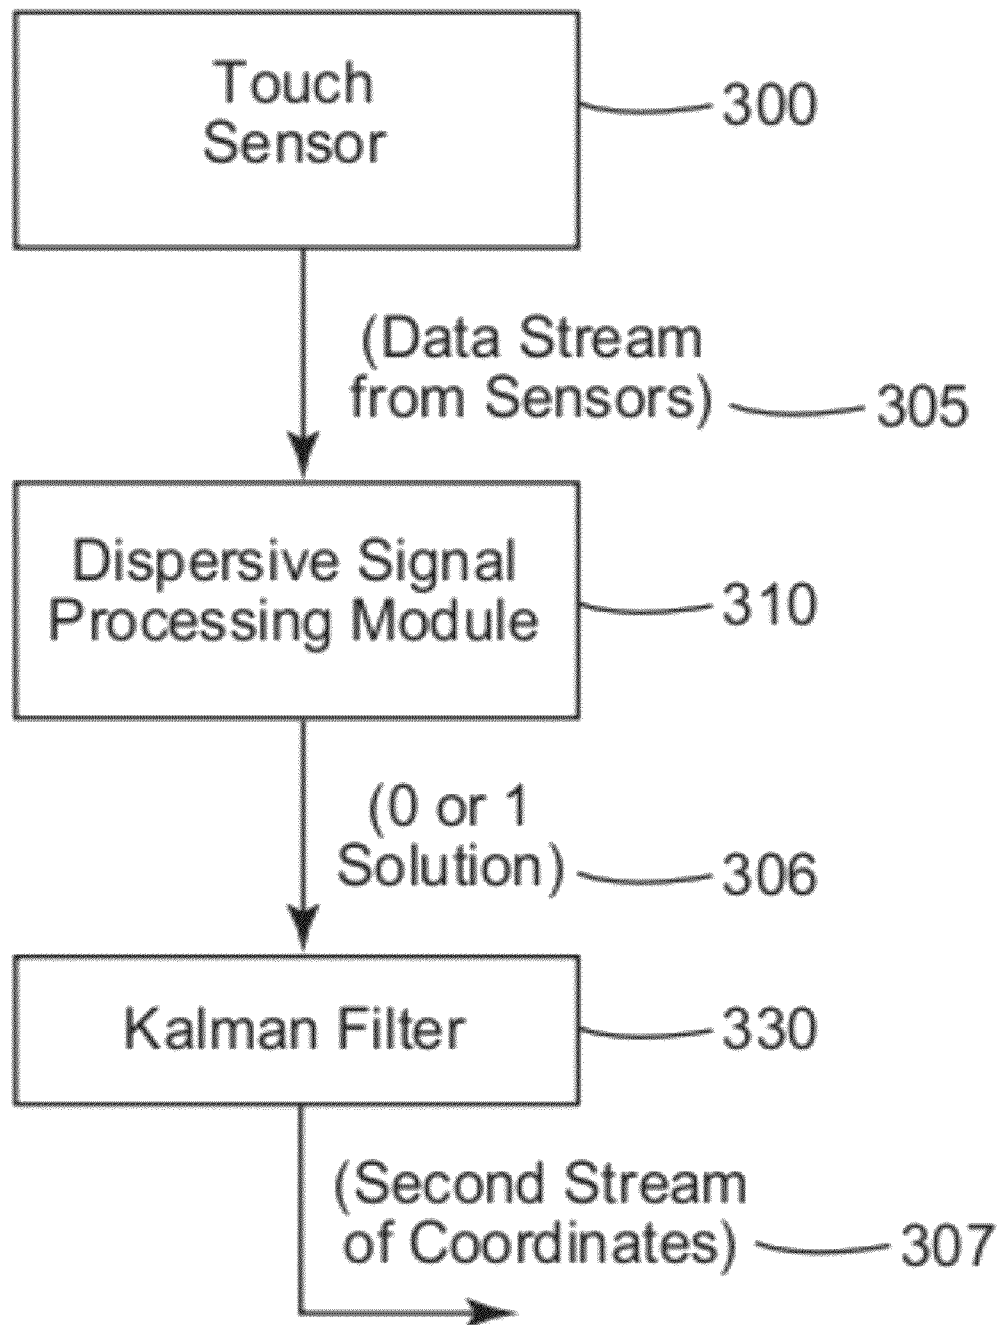 Touch
Sensor
300
(Data Stream
from Sensors)
305
Dispersive Signal
Processing Module
310
(0 or 1
Solution)
306
Kalman Filter
330
(Second Stream
of Coordinates)
307